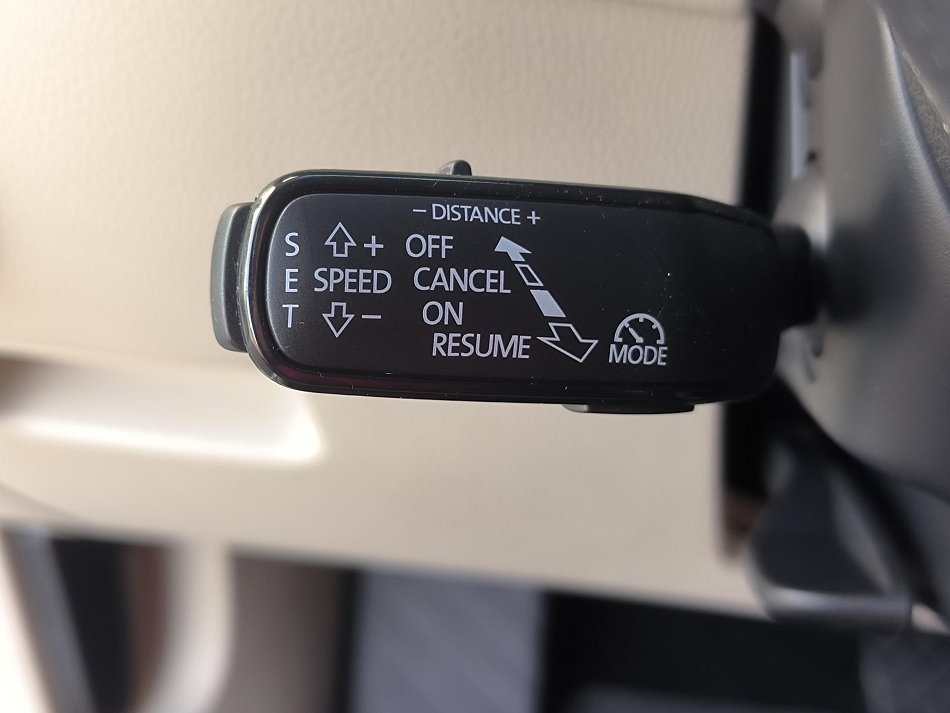 − DISTANCE +
S + OFF
E SPEED CANCEL
T − ON
RESUME MODE